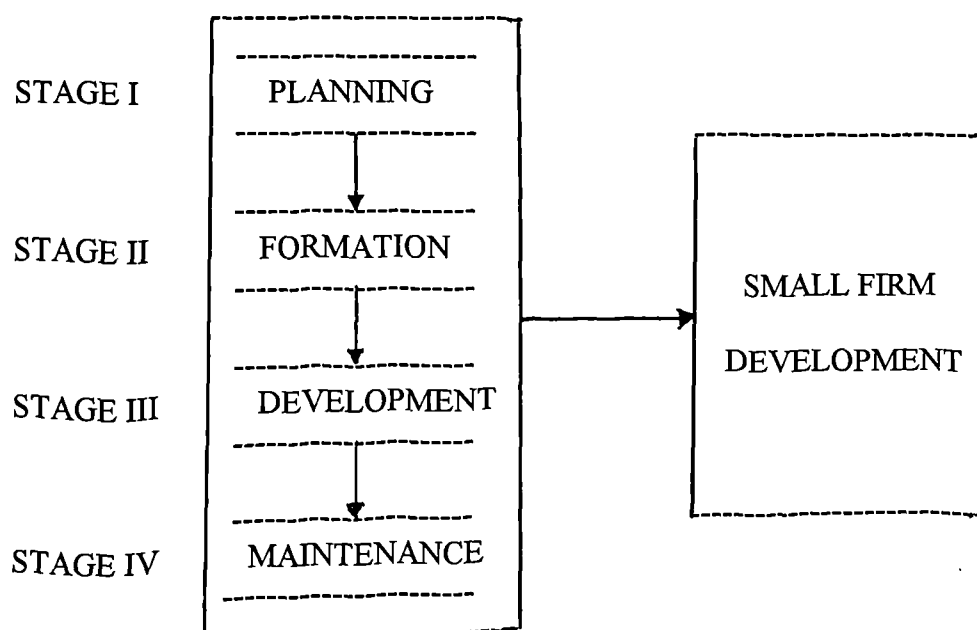 STAGE I
PLANNING
STAGE II
FORMATION
STAGE III
DEVELOPMENT
STAGE IV
MAINTENANCE
SMALL FIRM
DEVELOPMENT